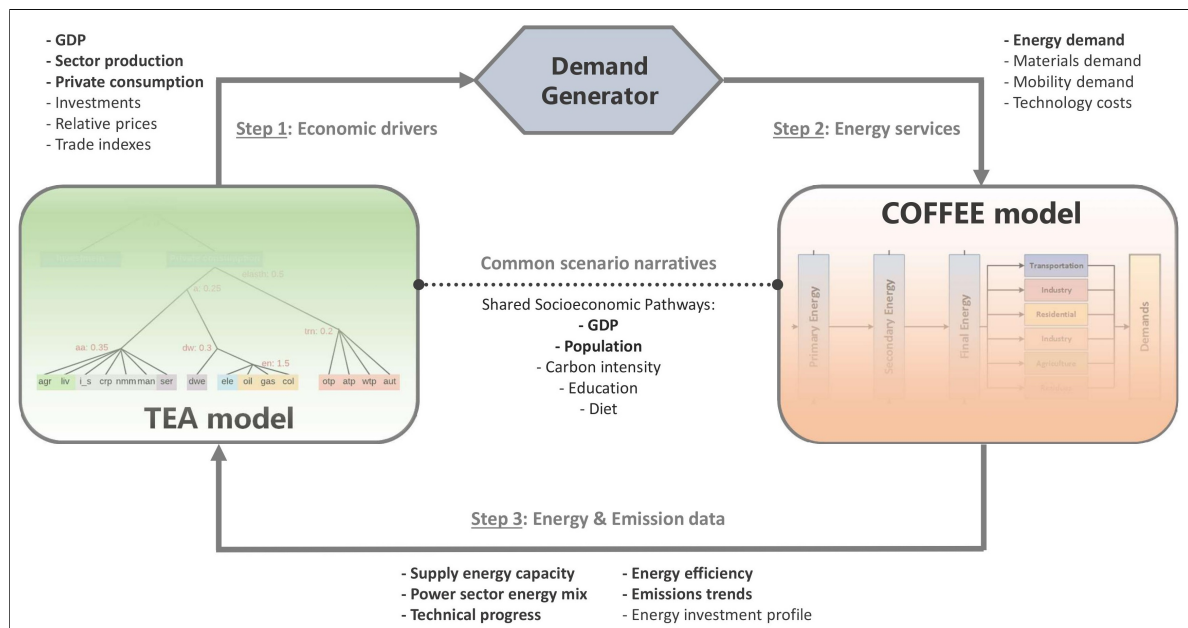 - GDP
- Sector production
- Private consumption
- Investments
- Relative prices
- Trade indexes
Demand
Generator
- Energy demand
- Materials demand
- Mobility demand
- Technology costs
Step 1: Economic drivers
Step 2: Energy services
elasth: 0.5
a: 0.25
trn: 0.2
aa: 0.35
dw: 0.3
en: 1.5
agr liv i_s crp nmm man ser dwe ele oil gas col otp atp wtp aut
TEA model
Common scenario narratives
Shared Socioeconomic Pathways:
- GDP
- Population
- Carbon intensity
- Education
- Diet
COFFEE model
Primary Energy
Secondary Energy
Final Energy
Transportation
Industry
Residential
Industry
Agriculture
Demands
Step 3: Energy & Emission data
- Supply energy capacity
- Power sector energy mix
- Technical progress
- Energy efficiency
- Emissions trends
- Energy investment profile